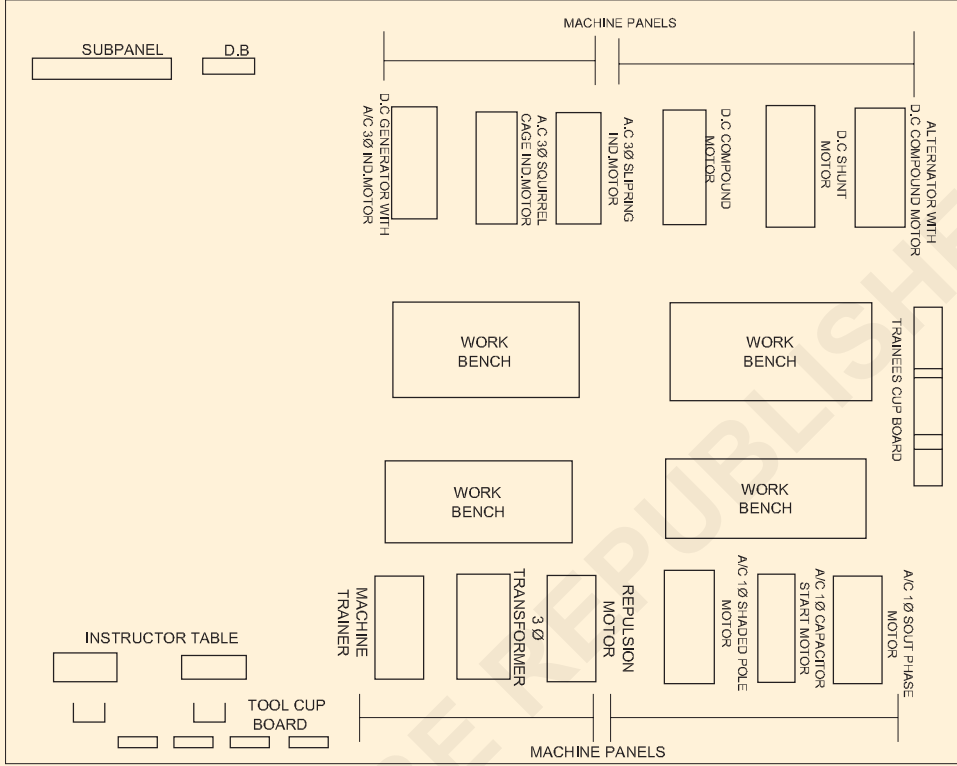 MACHINE PANELS
SUBPANEL
D.B
D.C GENERATOR WITH
A/C 3Ø IND.MOTOR
A.C 3Ø SQUIRREL
CAGE IND.MOTOR
A.C 3Ø SLIPRING
IND.MOTOR
D.C COMPOUND
MOTOR
D.C SHUNT
MOTOR
ALTERNATOR WITH
D.C COMPOUND MOTOR
WORK
BENCH
WORK
BENCH
TRAINEES CUP BOARD
WORK
BENCH
WORK
BENCH
MACHINE
TRAINER
3 Ø
TRANSFORMER
REPULSION
MOTOR
A/C 1Ø SHADED POLE
MOTOR
A/C 1Ø CAPACITOR
START MOTOR
A/C 1Ø SOUT PHASE
MOTOR
INSTRUCTOR TABLE
TOOL CUP
BOARD
MACHINE PANELS
BE REPUBLISHE